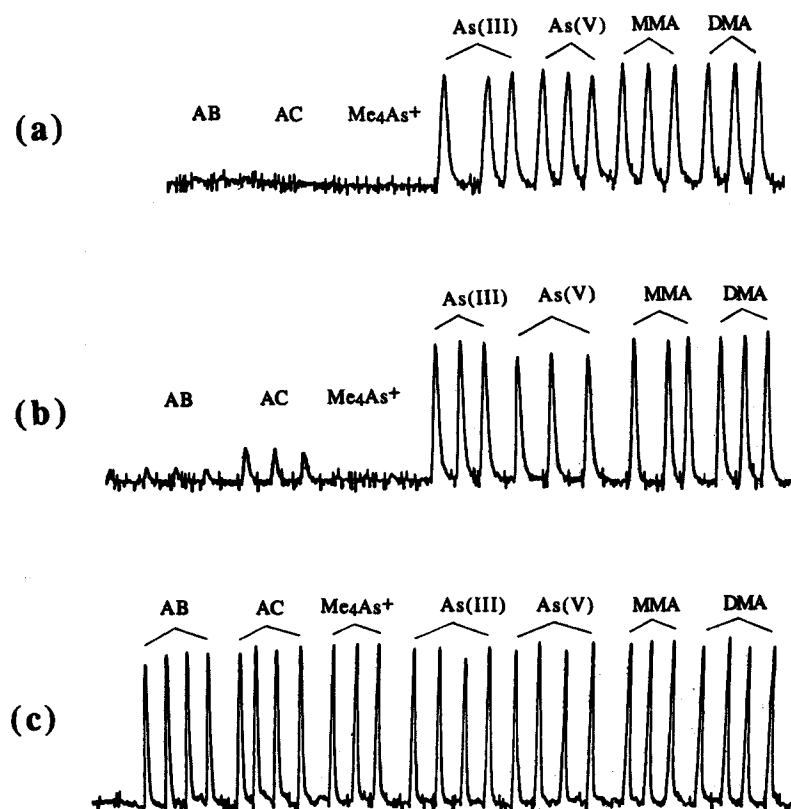 As(III) As(V) MMA DMA
AB AC Me₄As⁺
(a)
As(III) As(V) MMA DMA
AB AC Me₄As⁺
(b)
AB AC Me₄As⁺ As(III) As(V) MMA DMA
(c)